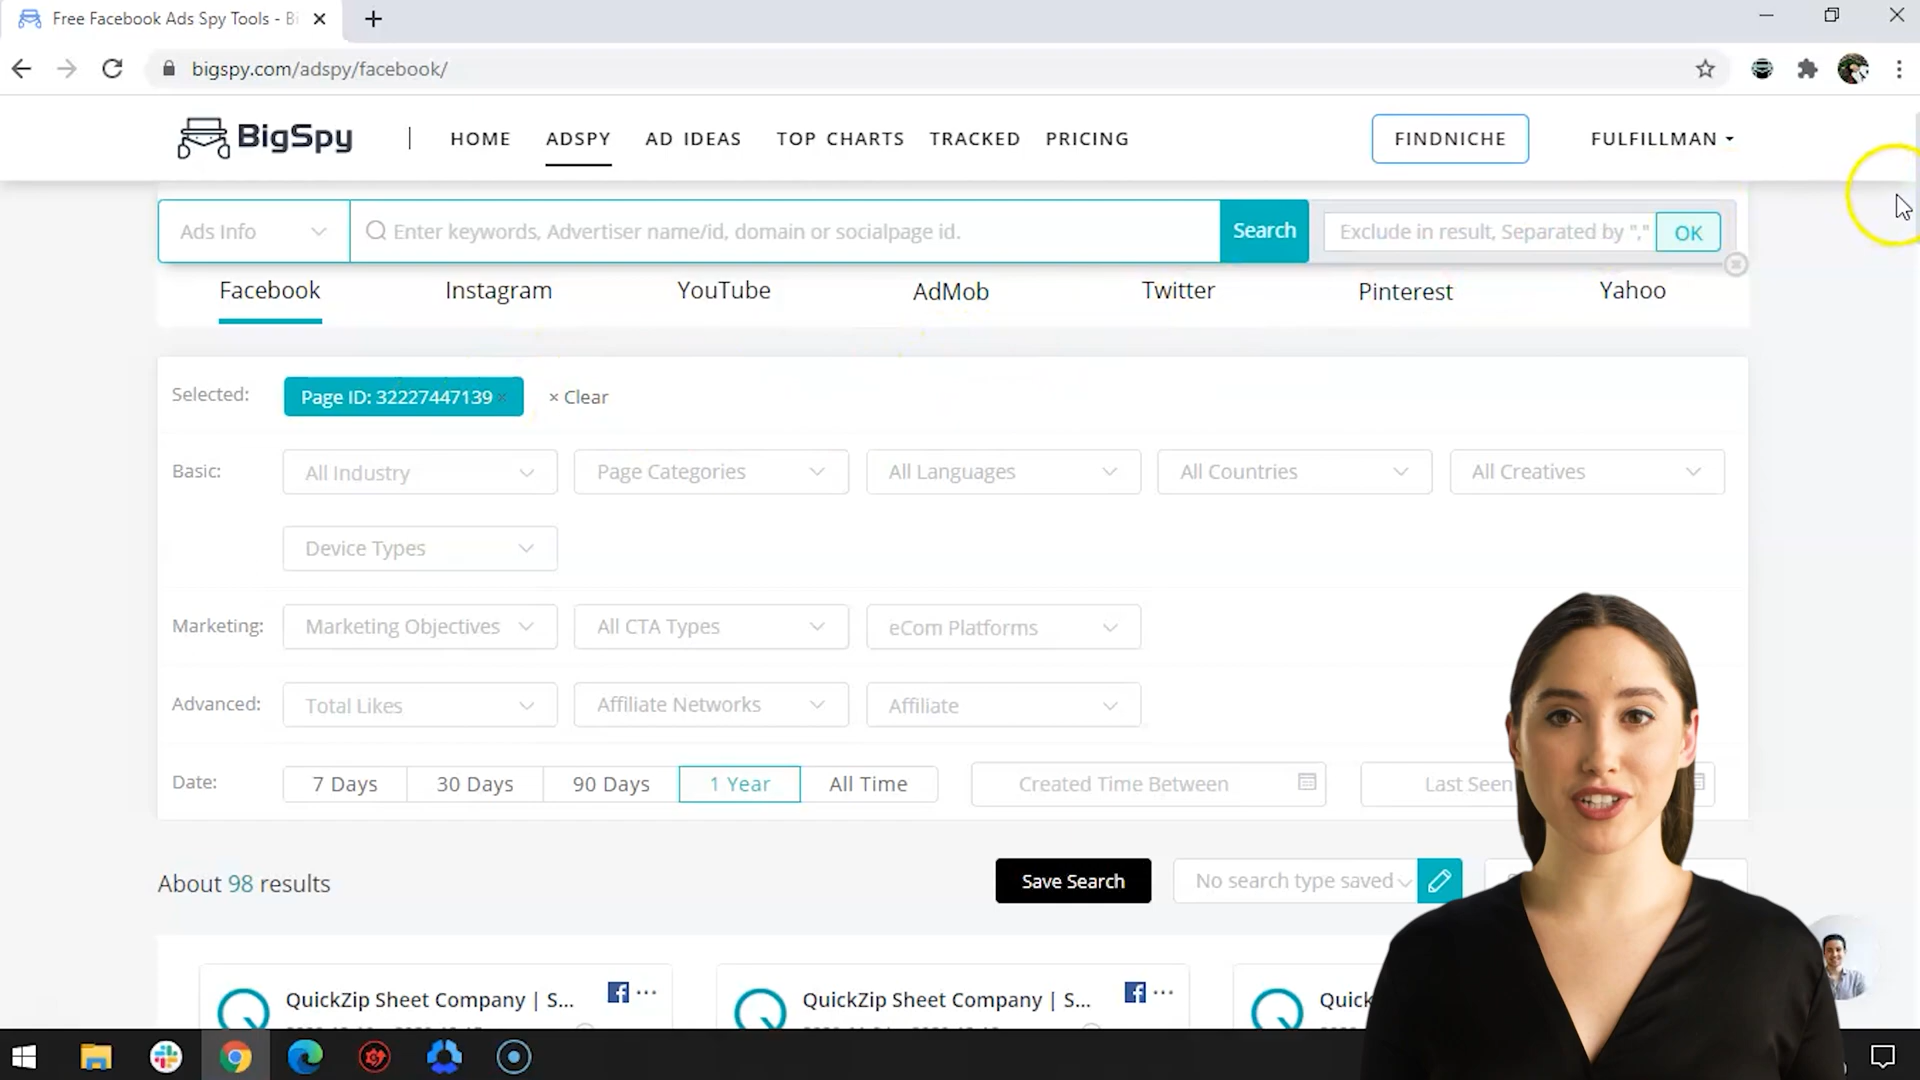 Free Facebook Ads Spy Tools - Bi
bigspy.com/adspy/facebook/
BigSpy | HOME ADSPY AD IDEAS TOP CHARTS TRACKED PRICING FINDNICHE FULFILLMAN
Ads Info Enter keywords, Advertiser name/id, domain or socialpage id. Search Exclude in result, Separated by "," OK
Facebook Instagram YouTube AdMob Twitter Pinterest Yahoo
Selected: Page ID: 32227447139 × × Clear
Basic: All Industry Page Categories All Languages All Countries All Creatives
Device Types
Marketing: Marketing Objectives All CTA Types eCom Platforms
Advanced: Total Likes Affiliate Networks Affiliate
Date: 7 Days 30 Days 90 Days 1 Year All Time Created Time Between Last Seen
About 98 results Save Search No search type saved
QuickZip Sheet Company | S... QuickZip Sheet Company | S... Quick